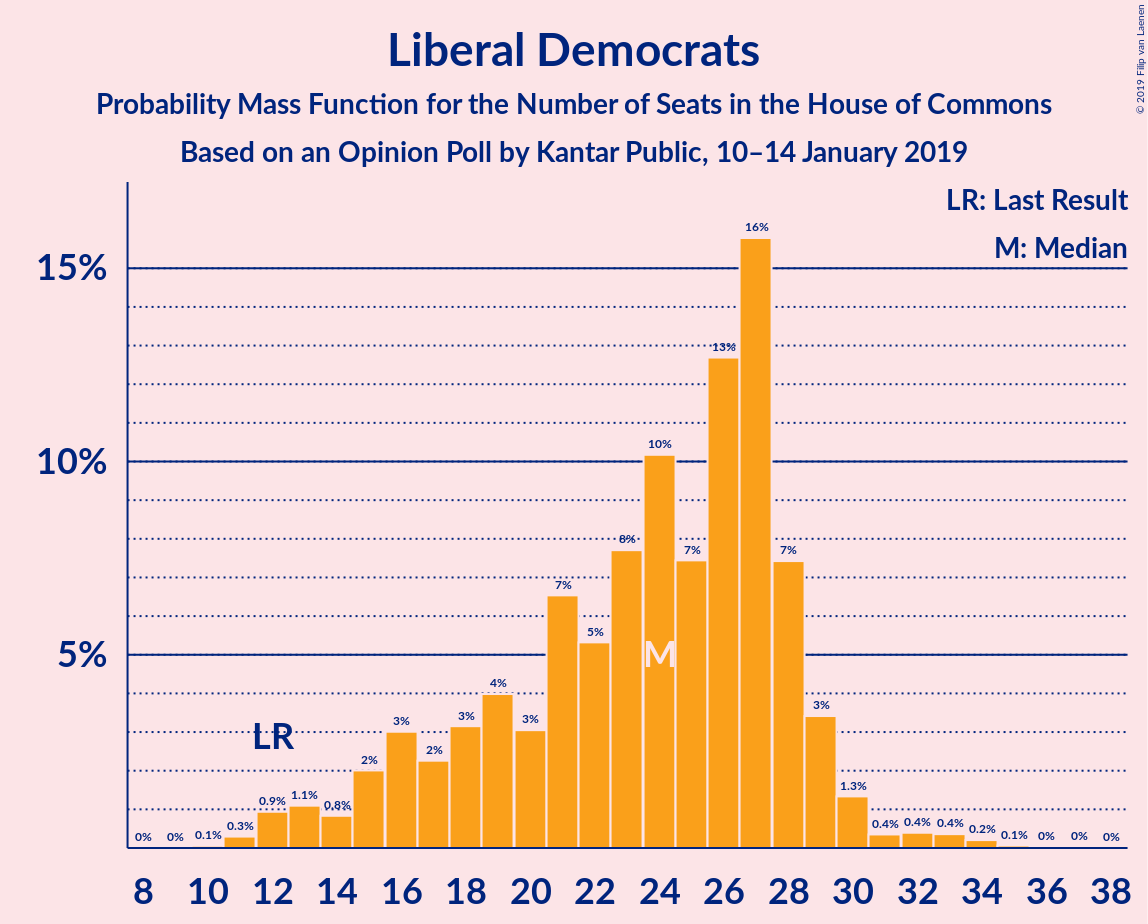 Liberal Democrats
Probability Mass Function for the Number of Seats in the House of Commons
Based on an Opinion Poll by Kantar Public, 10–14 January 2019
© 2019 Filip van Laenen
LR: Last Result
M: Median
15%
10%
5%
LR
M
0% 0% 0.1% 0.3% 0.9% 1.1% 0.8% 2% 3% 2% 3% 4% 3% 7% 5% 8% 10% 7% 13% 16% 7% 3% 1.3% 0.4% 0.4% 0.4% 0.2% 0.1% 0% 0% 0%
8 10 12 14 16 18 20 22 24 26 28 30 32 34 36 38